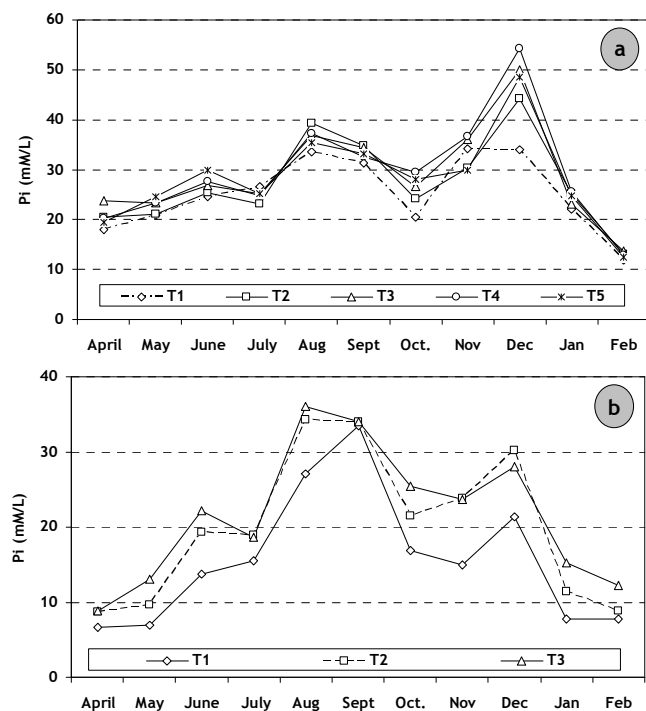 60
a
50
40
Pi (mM/L)
30
20
10
T1 T2 T3 T4 T5
0
April May June July Aug Sept Oct. Nov Dec Jan Feb
40
b
30
Pi (mM/L)
20
10
T1 T2 T3
0
April May June July Aug Sept Oct. Nov Dec Jan Feb